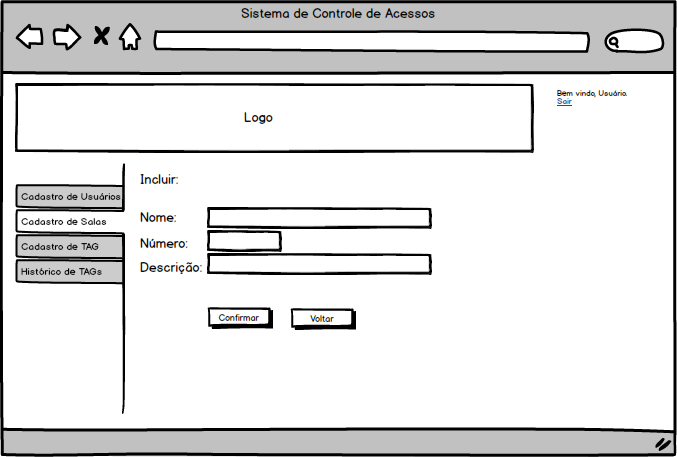 Sistema de Controle de Acessos
Logo
Bem vindo, Usuário.
Sair
Cadastro de Usuários
Cadastro de Salas
Cadastro de TAG
Histórico de TAGs
Incluir:
Nome:
Número:
Descrição:
Confirmar
Voltar